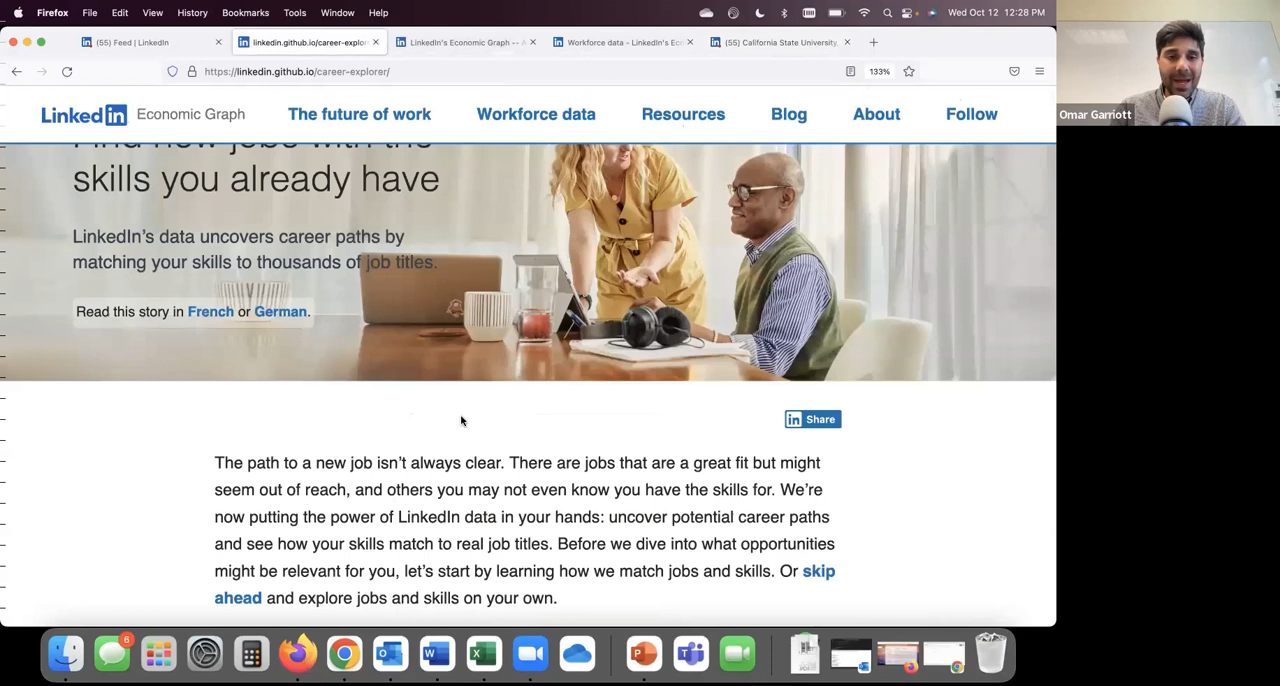 Firefox File Edit View History Bookmarks Tools Window Help Wed Oct 12 12:28 PM
(55) Feed | LinkedIn
linkedin.github.io/career-explor
LinkedIn's Economic Graph -- A
Workforce data - LinkedIn's Ec
(55) California State University,
https://linkedin.github.io/career-explorer/
133%
Omar Garriott
Linked in Economic Graph The future of work Workforce data Resources Blog About Follow
Find new jobs with the
skills you already have
LinkedIn's data uncovers career paths by
matching your skills to thousands of job titles.
Read this story in French or German.
in Share
The path to a new job isn't always clear. There are jobs that are a great fit but might
seem out of reach, and others you may not even know you have the skills for. We're
now putting the power of LinkedIn data in your hands: uncover potential career paths
and see how your skills match to real job titles. Before we dive into what opportunities
might be relevant for you, let's start by learning how we match jobs and skills. Or skip
ahead and explore jobs and skills on your own.
6